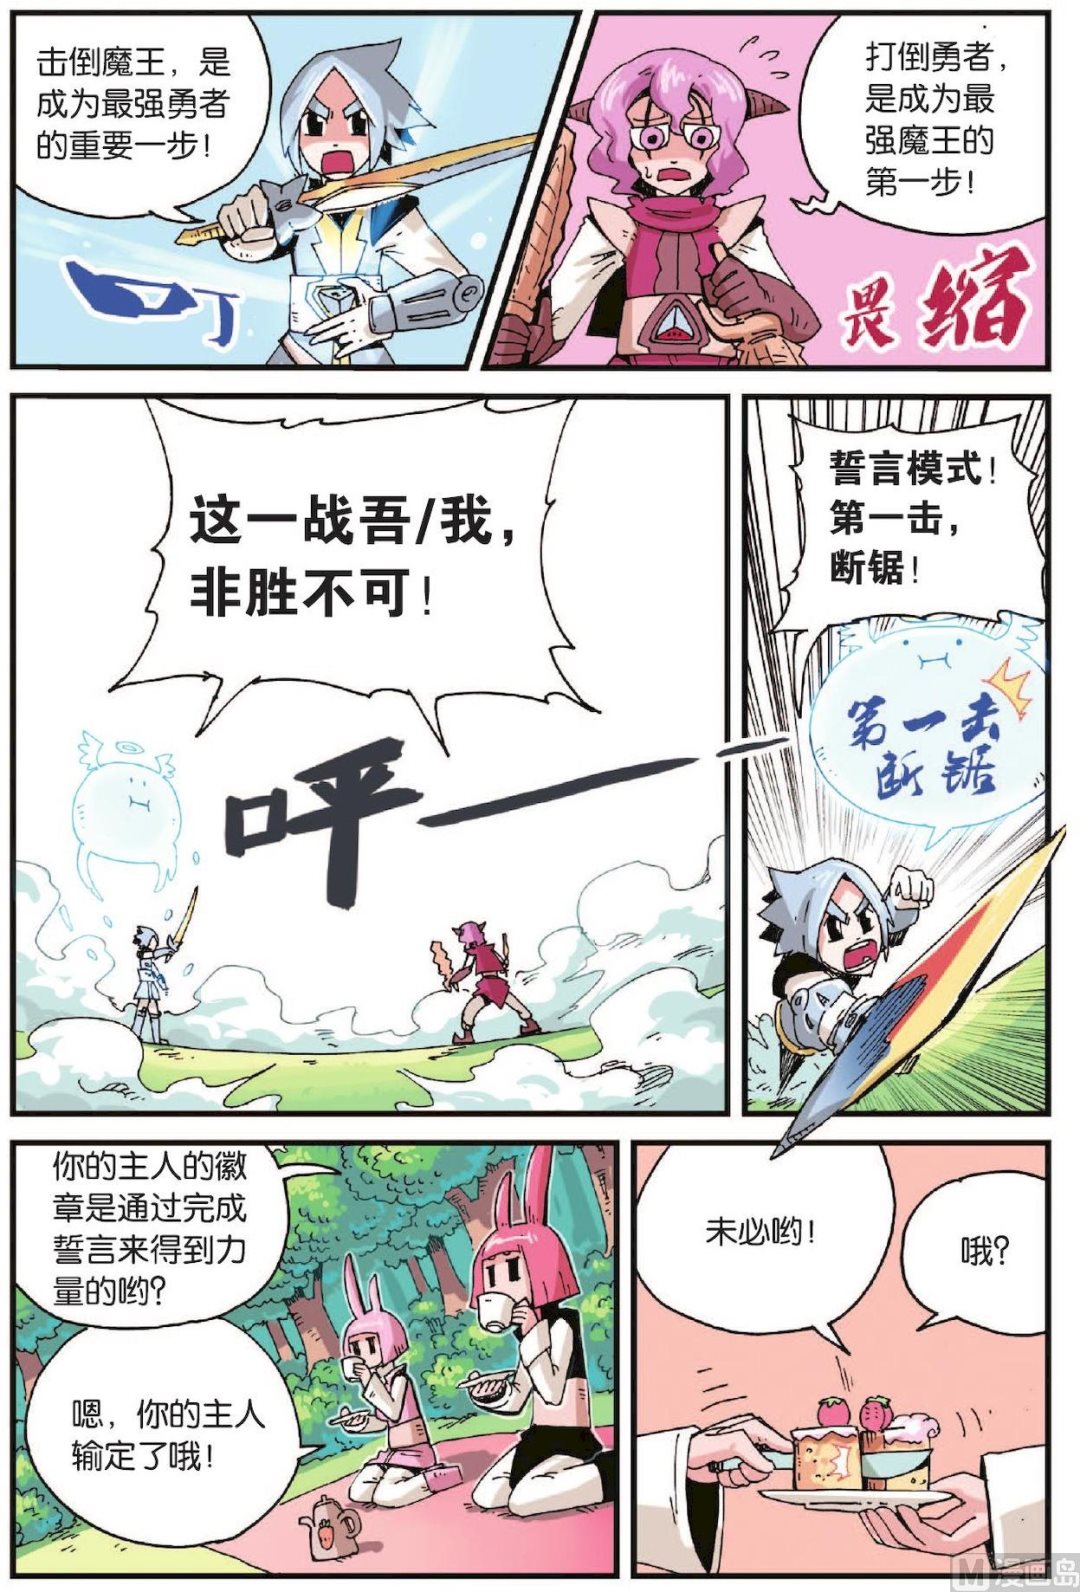 击倒魔王，是
成为最强勇者
的重要一步！
叮
打倒勇者，
是成为最
强魔王的
第一步！
畏缩
这一战吾/我，
非胜不可！
呯——
誓言模式！
第一击，
断锯！
第一击
断锯
你的主人的徽
章是通过完成
誓言来得到力
量的哟？
嗯，你的主人
输定了哦！
未必哟！
哦？
M 漫画岛